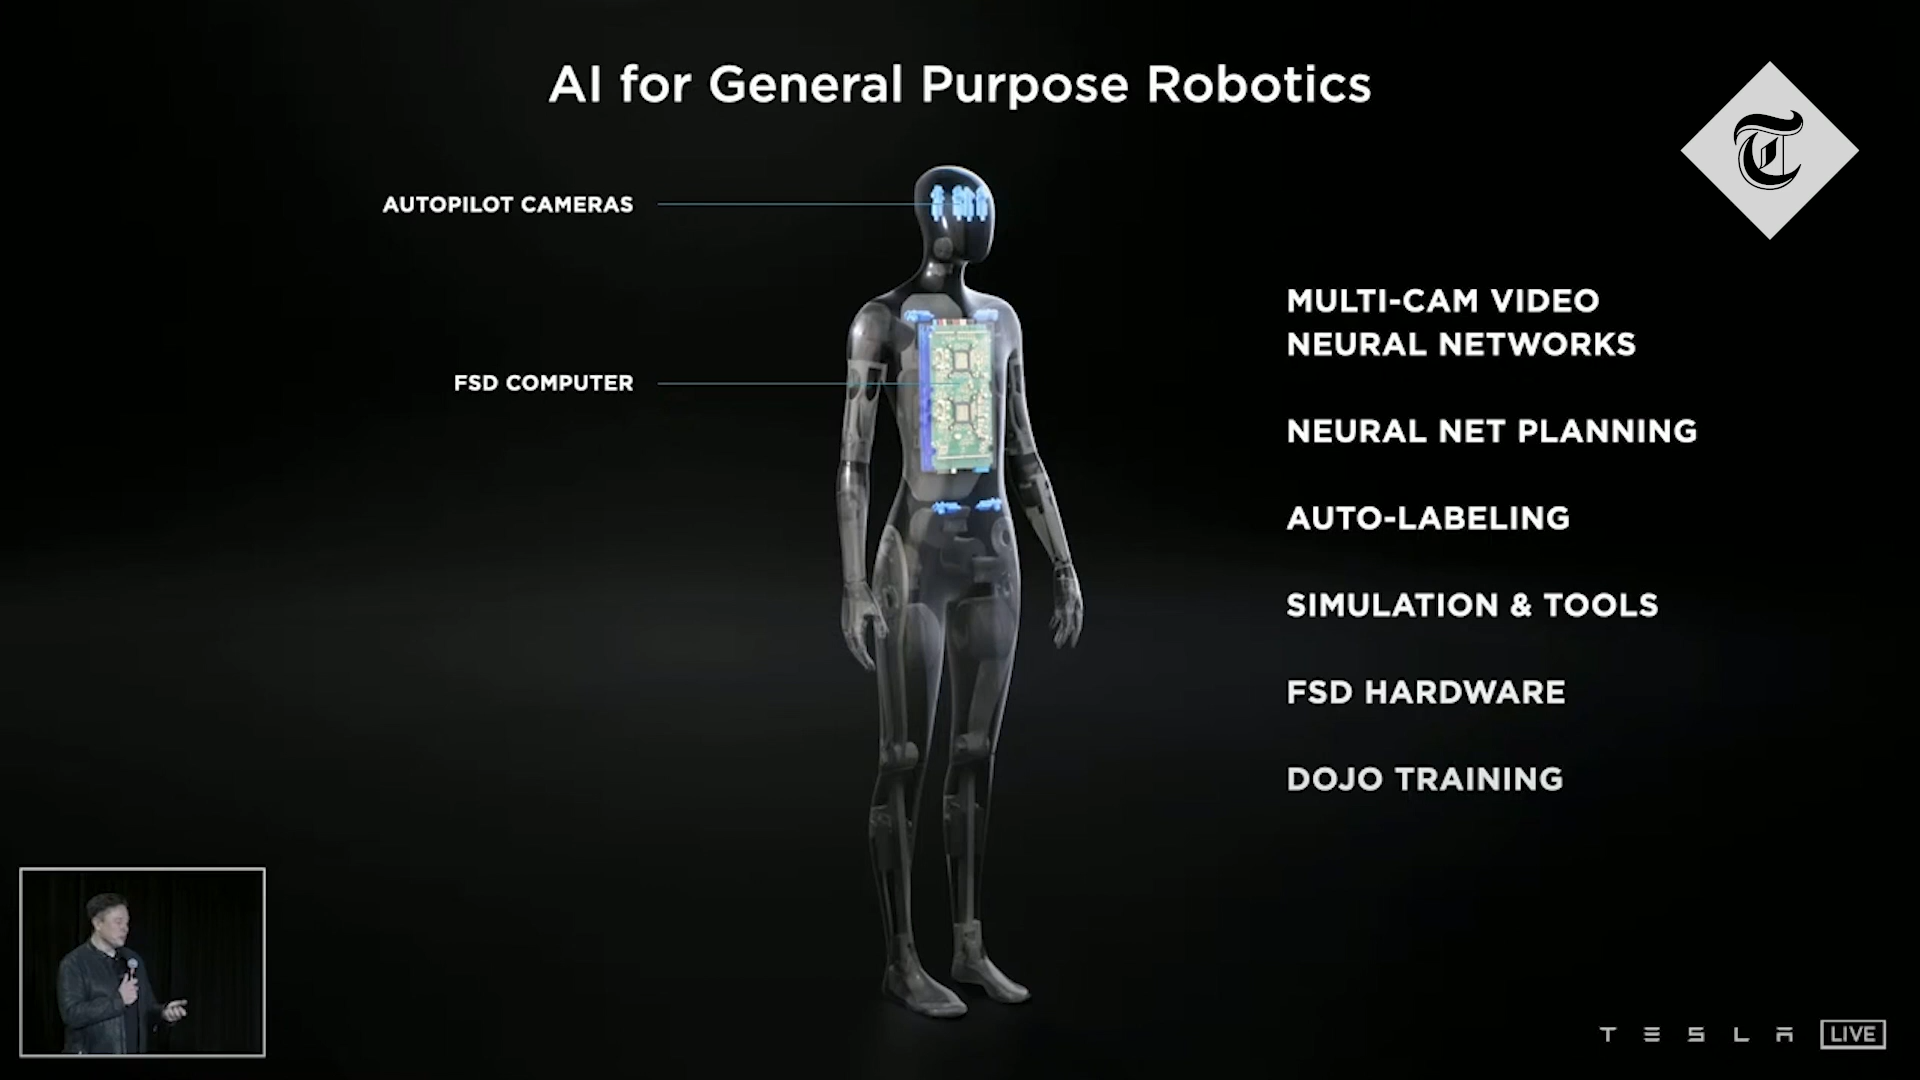 AI for General Purpose Robotics
T
AUTOPILOT CAMERAS
FSD COMPUTER
MULTI-CAM VIDEO
NEURAL NETWORKS
NEURAL NET PLANNING
AUTO-LABELING
SIMULATION & TOOLS
FSD HARDWARE
DOJO TRAINING
TESLA LIVE